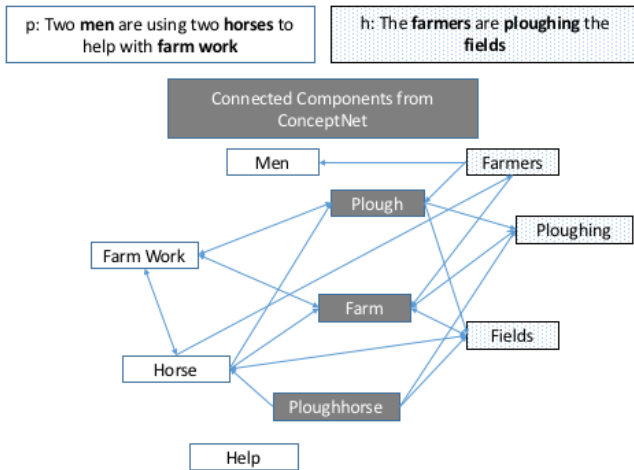 p: Two men are using two horses to
help with farm work
h: The farmers are ploughing the
fields
Connected Components from
ConceptNet
Men
Farmers
Plough
Ploughing
Farm Work
Farm
Fields
Horse
Ploughhorse
Help